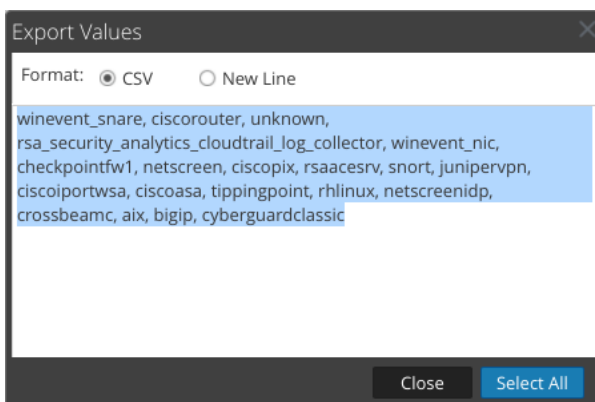 Export Values
Format: CSV New Line
winevent_snare, ciscorouter, unknown,
rsa_security_analytics_cloudtrail_log_collector, winevent_nic,
checkpointfw1, netscreen, ciscopix, rsaacesrv, snort, junipervpn,
ciscoiportwsa, ciscoasa, tippingpoint, rhlinux, netscreenidp,
crossbeamc, aix, bigip, cyberguardclassic
Close Select All